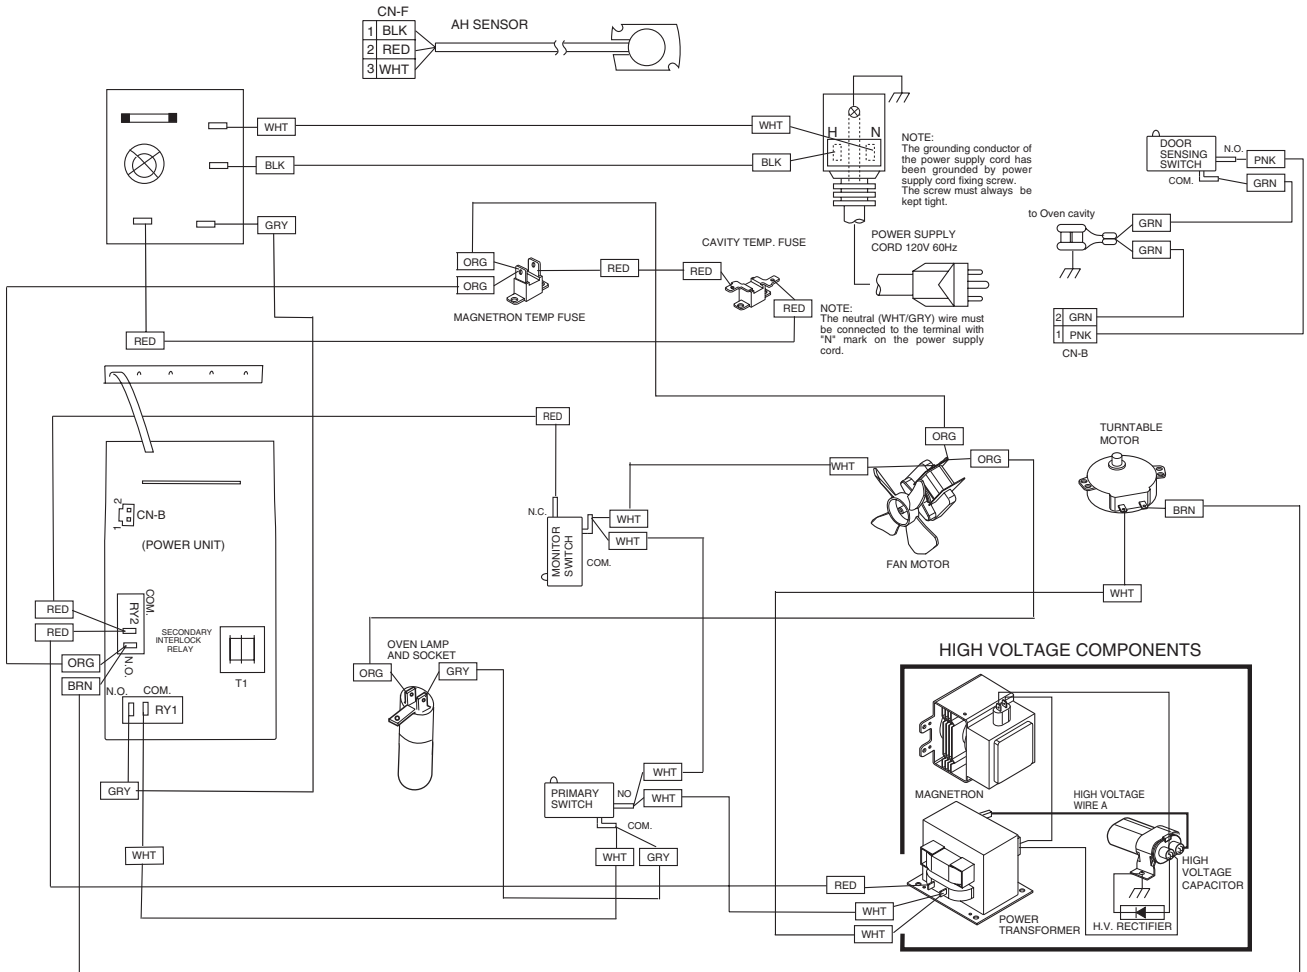 CN-F
1 BLK
2 RED
3 WHT
AH SENSOR
WHT
BLK
GRY
RED
WHT
BLK
H N
NOTE:
The grounding conductor of
the power supply cord has
been grounded by power
supply cord fixing screw.
The screw must always be
kept tight.
POWER SUPPLY
CORD 120V 60Hz
DOOR
SENSING
SWITCH
N.O.
PNK
COM.
GRN
to Oven cavity
GRN
GRN
2 GRN
1 PNK
CN-B
ORG
ORG
RED
MAGNETRON TEMP FUSE
CAVITY TEMP. FUSE
RED
RED
NOTE:
The neutral (WHT/GRY) wire must
be connected to the terminal with
"N" mark on the power supply
cord.
RED
N.C.
MONITOR
SWITCH
WHT
WHT
COM.
WHT
ORG
ORG
FAN MOTOR
TURNTABLE
MOTOR
BRN
WHT
2
1
CN-B
(POWER UNIT)
COM.
RY2
N.O.
SECONDARY
INTERLOCK
RELAY
T1
RED
RED
ORG
BRN
N.O.
COM.
RY1
GRY
WHT
OVEN LAMP
AND SOCKET
ORG
GRY
PRIMARY
SWITCH
NO
WHT
WHT
COM.
WHT
GRY
HIGH VOLTAGE COMPONENTS
MAGNETRON
HIGH VOLTAGE
WIRE A
HIGH
VOLTAGE
CAPACITOR
H.V. RECTIFIER
POWER
TRANSFORMER
RED
WHT
WHT